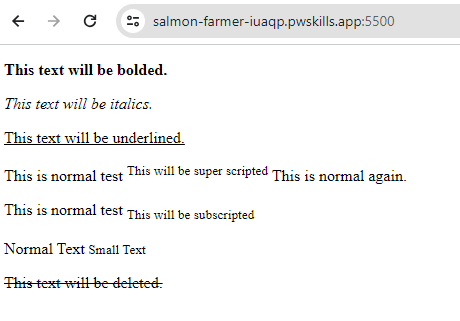 salmon-farmer-iuaqp.pwskills.app:5500
This text will be bolded.
This text will be italics.
This text will be underlined.
This is normal test This will be super scripted This is normal again.
This is normal test This will be subscripted
Normal Text Small Text
This text will be deleted.